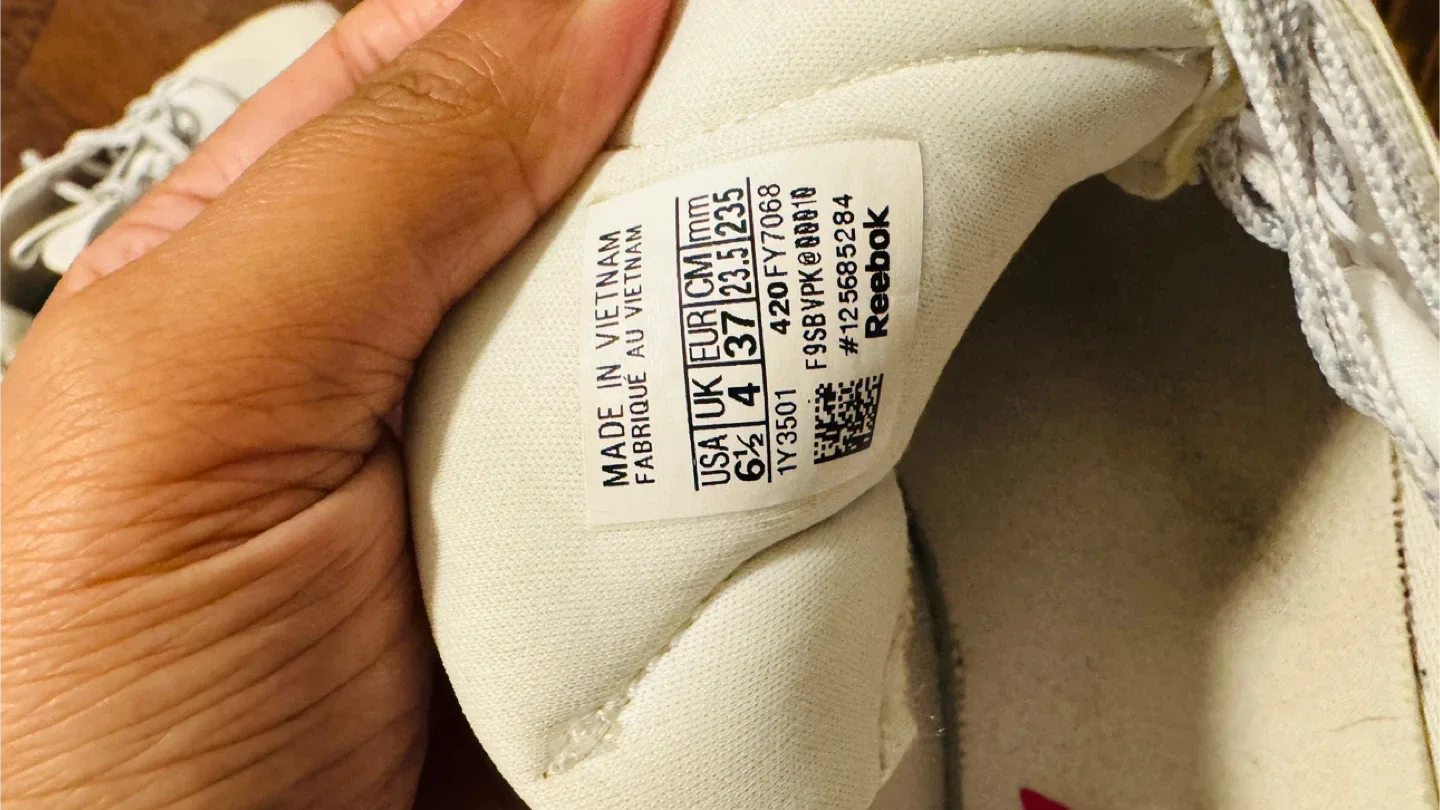 MADE IN VIETNAM
FABRIQUÉ AU VIETNAM
USA UK EUR CM mm
6½ 4 37 23.5 235
1Y3501 420 FY7068
F9SBVPK@00010
#125685284
Reebok